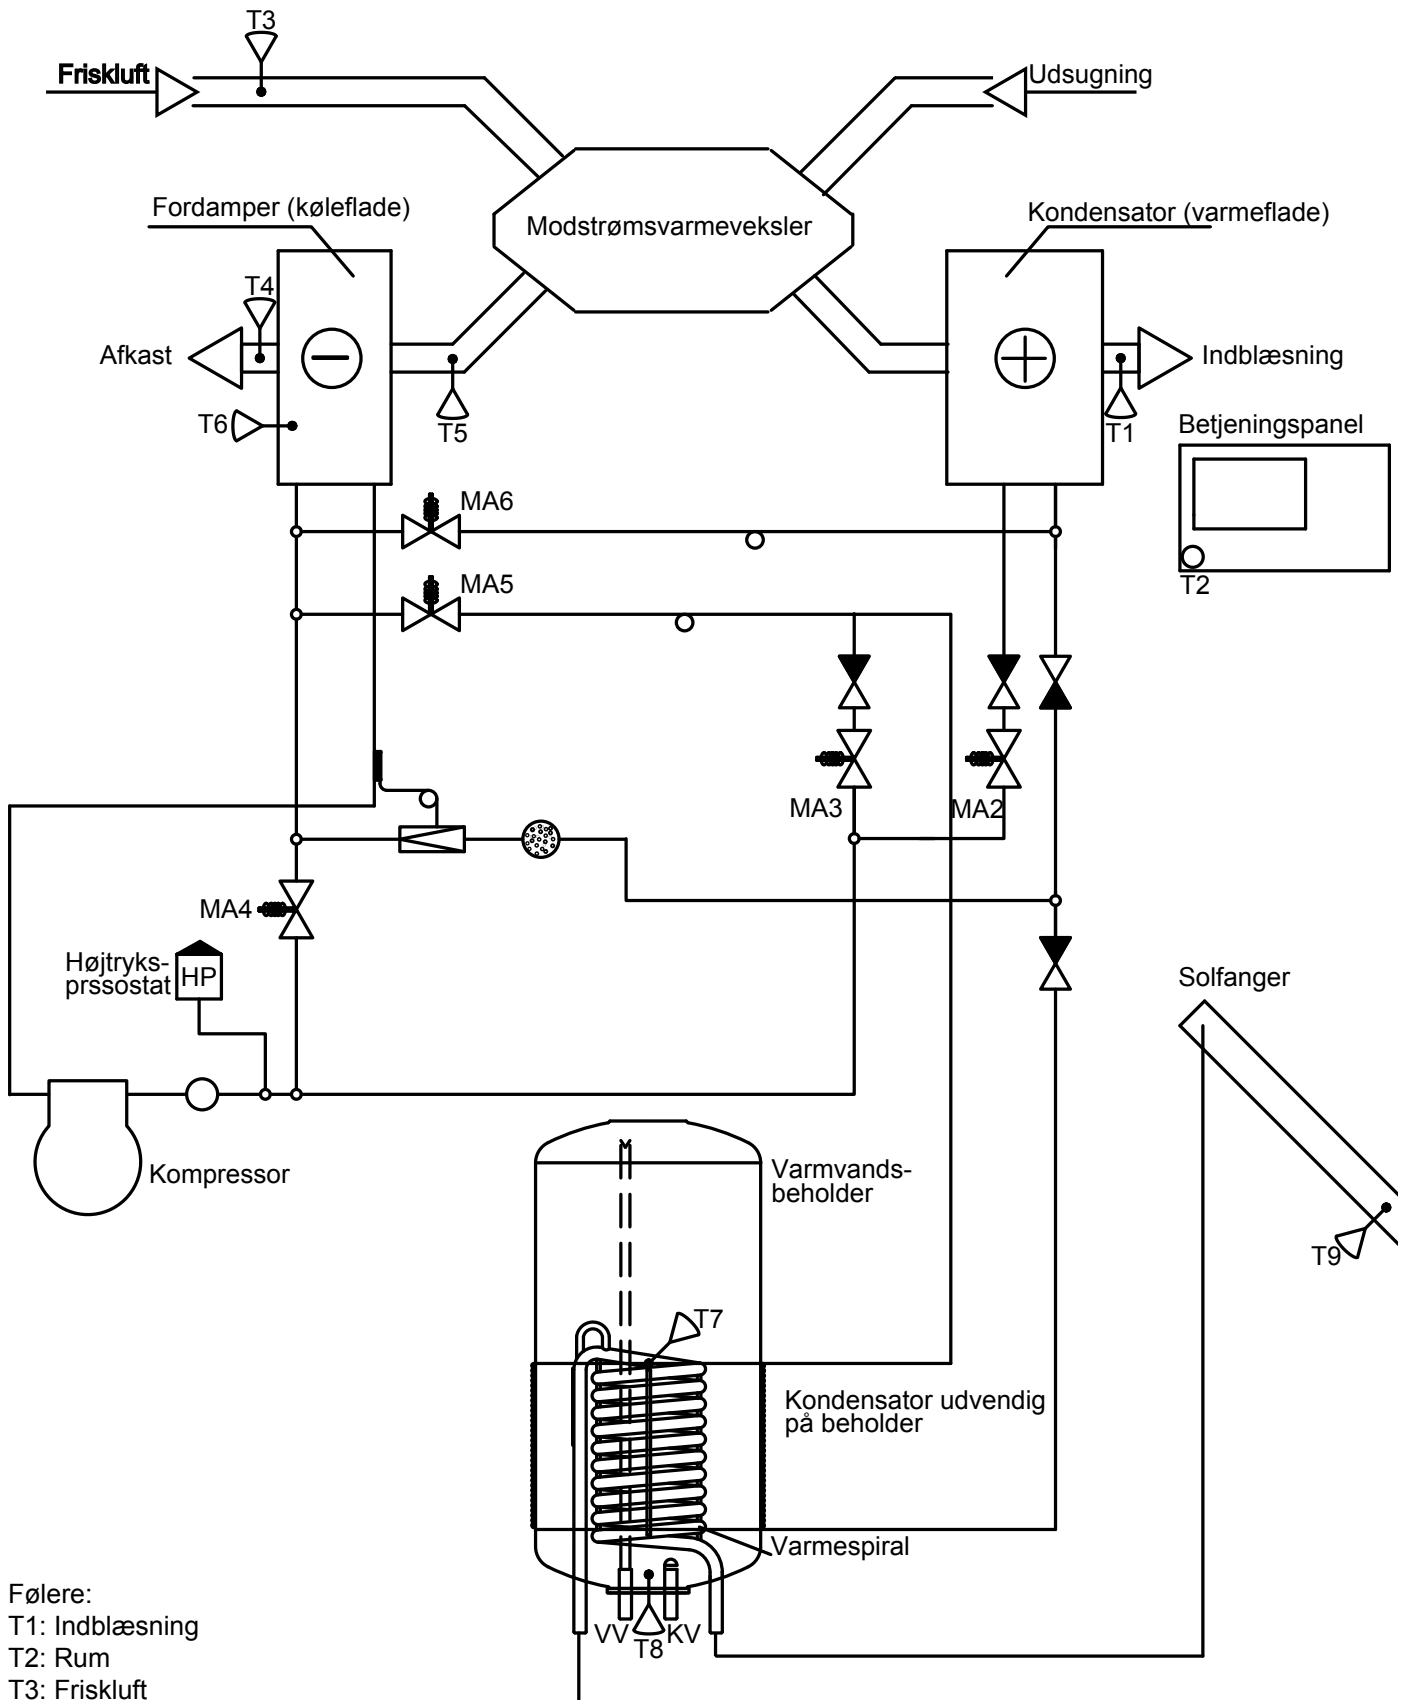 T3
Friskluft
Udsugning
Fordamper (køleflade)
Modstrømsvarmeveksler
Kondensator (varmeflade)
T4
Afkast
Indblæsning
T6
T5
T1
Betjeningspanel
MA6
MA5
T2
MA3
MA2
MA4
Højtryks-
prssostat
HP
Solfanger
Kompressor
Varmvands-
beholder
T9
T7
Kondensator udvendig
på beholder
Varmespiral
VV
T8
KV
Følere:
T1: Indblæsning
T2: Rum
T3: Friskluft